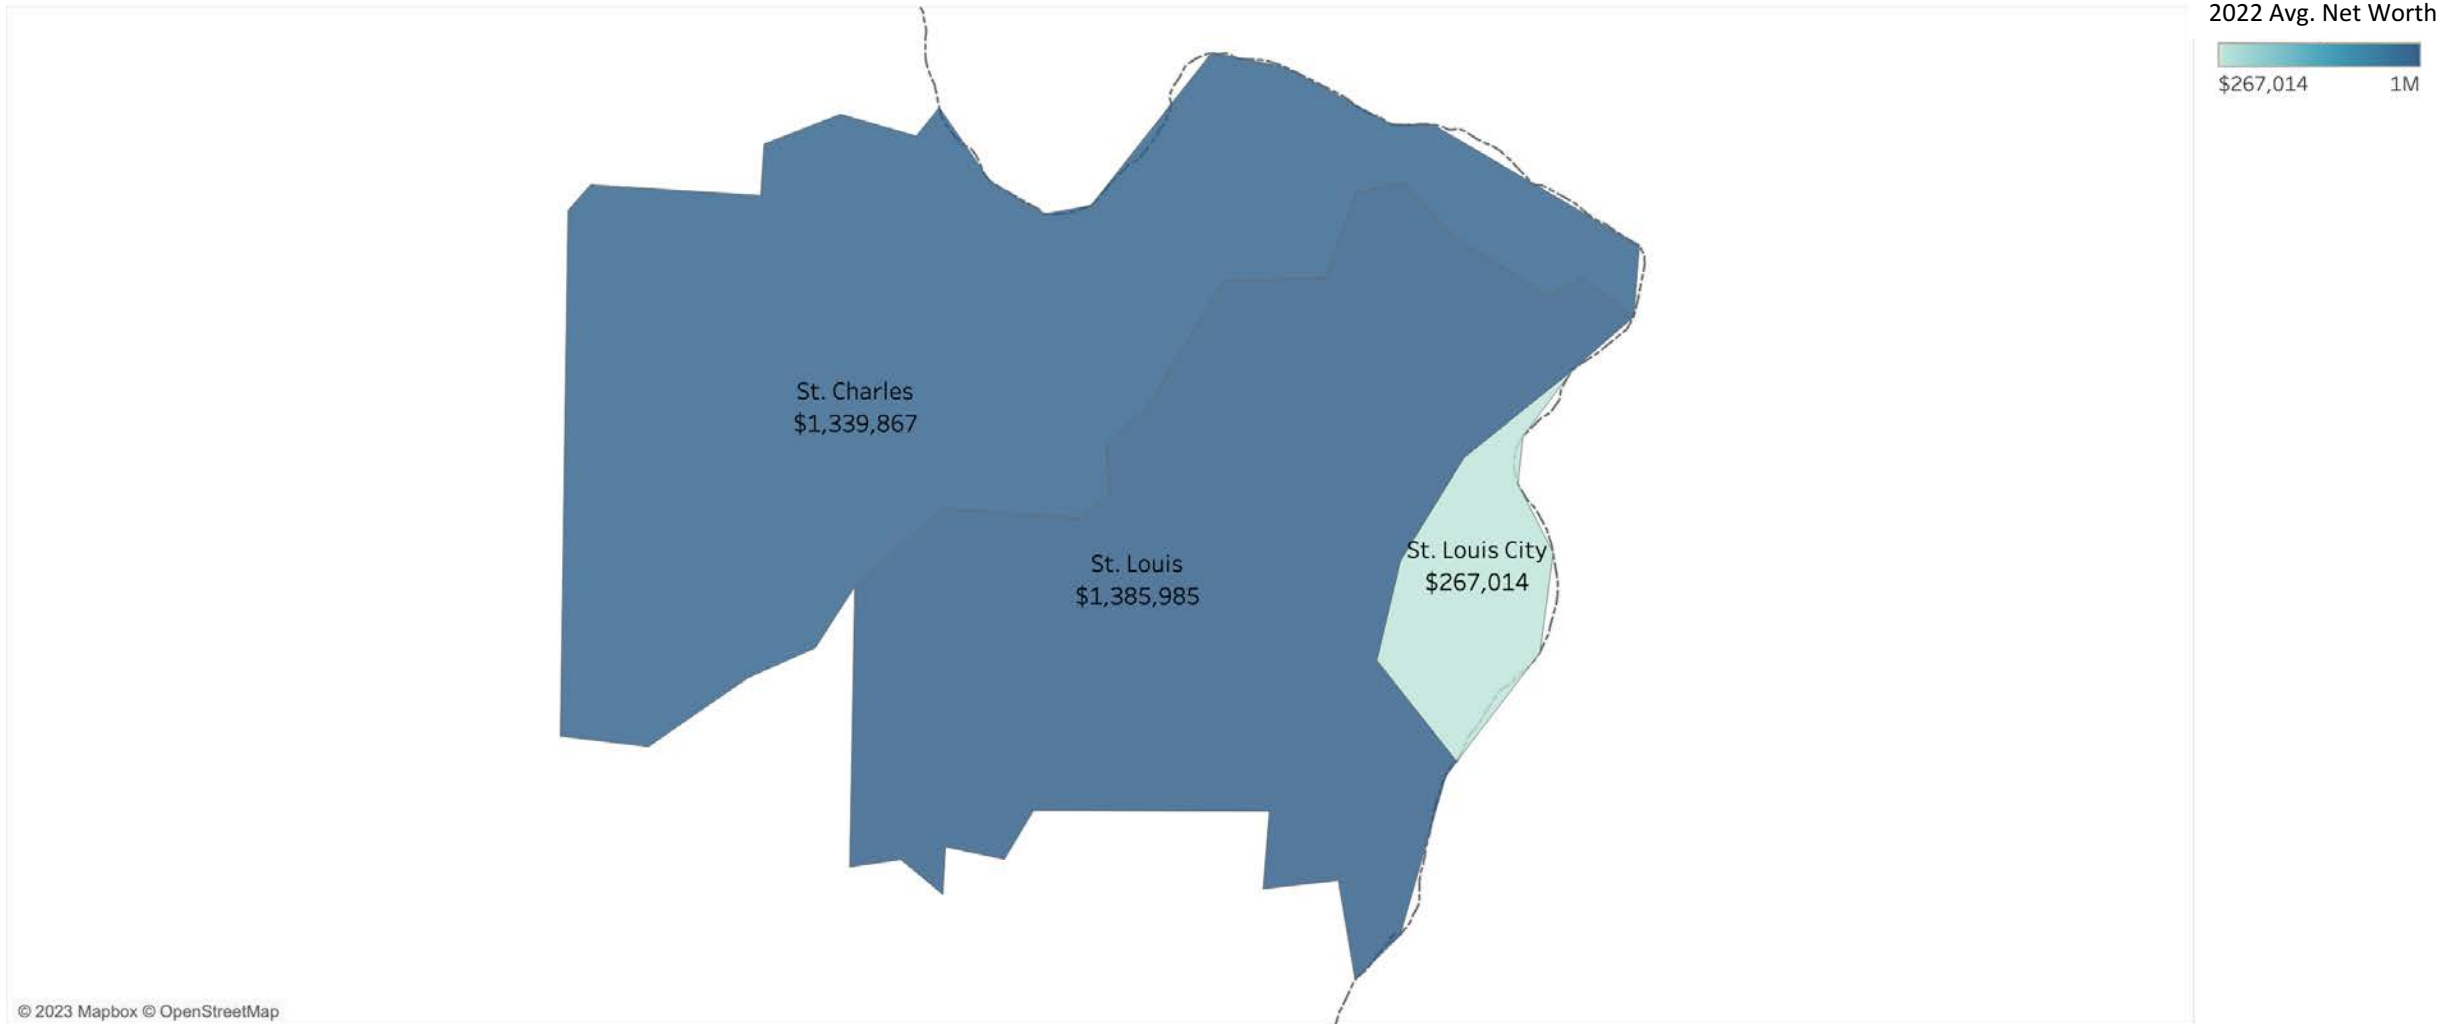 2022 Avg. Net Worth
$267,014 1M
St. Charles
$1,339,867
St. Louis
$1,385,985
St. Louis City
$267,014
© 2023 Mapbox © OpenStreetMap